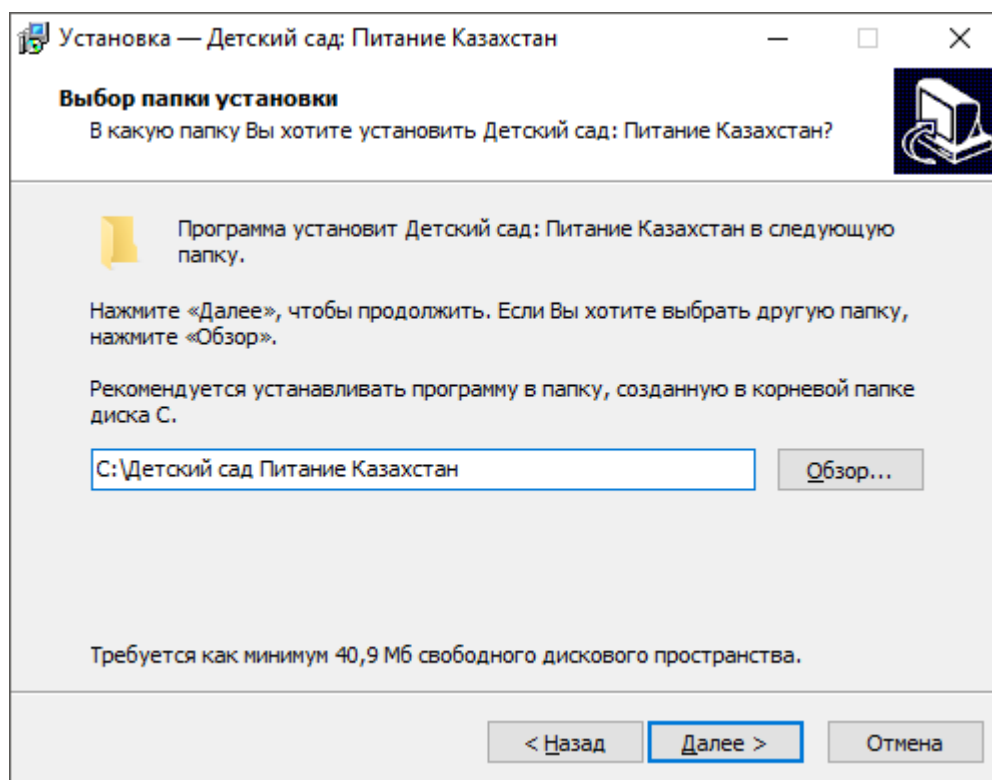 Установка — Детский сад: Питание Казахстан
Выбор папки установки
В какую папку Вы хотите установить Детский сад: Питание Казахстан?
Программа установит Детский сад: Питание Казахстан в следующую
папку.
Нажмите «Далее», чтобы продолжить. Если Вы хотите выбрать другую папку,
нажмите «Обзор».
Рекомендуется устанавливать программу в папку, созданную в корневой папке
диска C.
C:\Детский сад Питание Казахстан
Обзор...
Требуется как минимум 40,9 Мб свободного дискового пространства.
< Назад
Далее >
Отмена